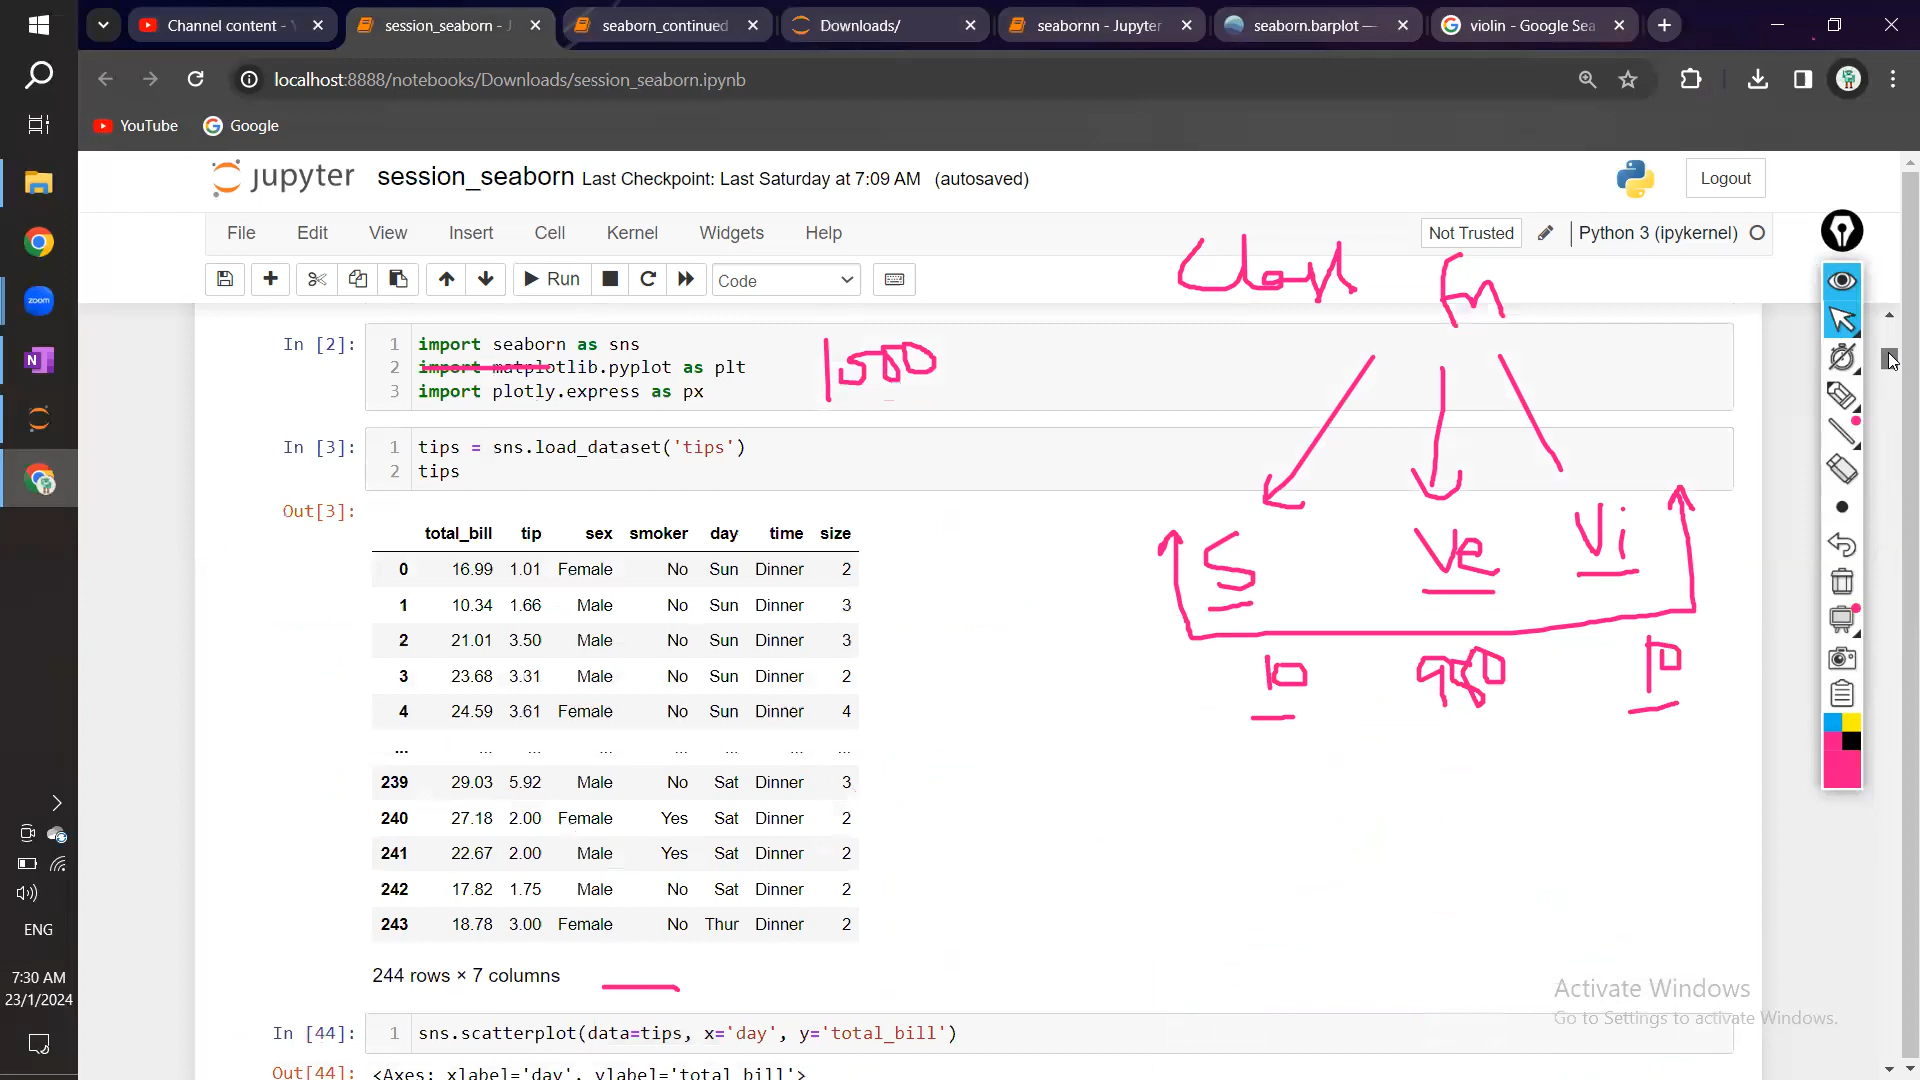 Channel content - Y
session_seaborn - J
seaborn_continued
Downloads/
seabornn - Jupyter
seaborn.barplot —
violin - Google Sea
localhost:8888/notebooks/Downloads/session_seaborn.ipynb
YouTube
Google
jupyter session_seaborn Last Checkpoint: Last Saturday at 7:09 AM (autosaved)
Logout
File Edit View Insert Cell Kernel Widgets Help
Not Trusted Python 3 (ipykernel)
Run Code
In [2]:
1 import seaborn as sns
2 import matplotlib.pyplot as plt
3 import plotly.express as px
1000
In [3]:
1 tips = sns.load_dataset('tips')
2 tips
Out[3]:
total_bill tip sex smoker day time size
0 16.99 1.01 Female No Sun Dinner 2
1 10.34 1.66 Male No Sun Dinner 3
2 21.01 3.50 Male No Sun Dinner 3
3 23.68 3.31 Male No Sun Dinner 2
4 24.59 3.61 Female No Sun Dinner 4
... ... ... ... ... ... ... ...
239 29.03 5.92 Male No Sat Dinner 3
240 27.18 2.00 Female Yes Sat Dinner 2
241 22.67 2.00 Male Yes Sat Dinner 2
242 17.82 1.75 Male No Sat Dinner 2
243 18.78 3.00 Female No Thur Dinner 2
244 rows × 7 columns
S Ve Vi
10 980 10
In [44]: 1 sns.scatterplot(data=tips, x='day', y='total_bill')
Out[44]: <Axes: xlabel='day', ylabel='total_bill'>
Activate Windows
Go to Settings to activate Windows.
zoom
ENG
7:30 AM
23/1/2024